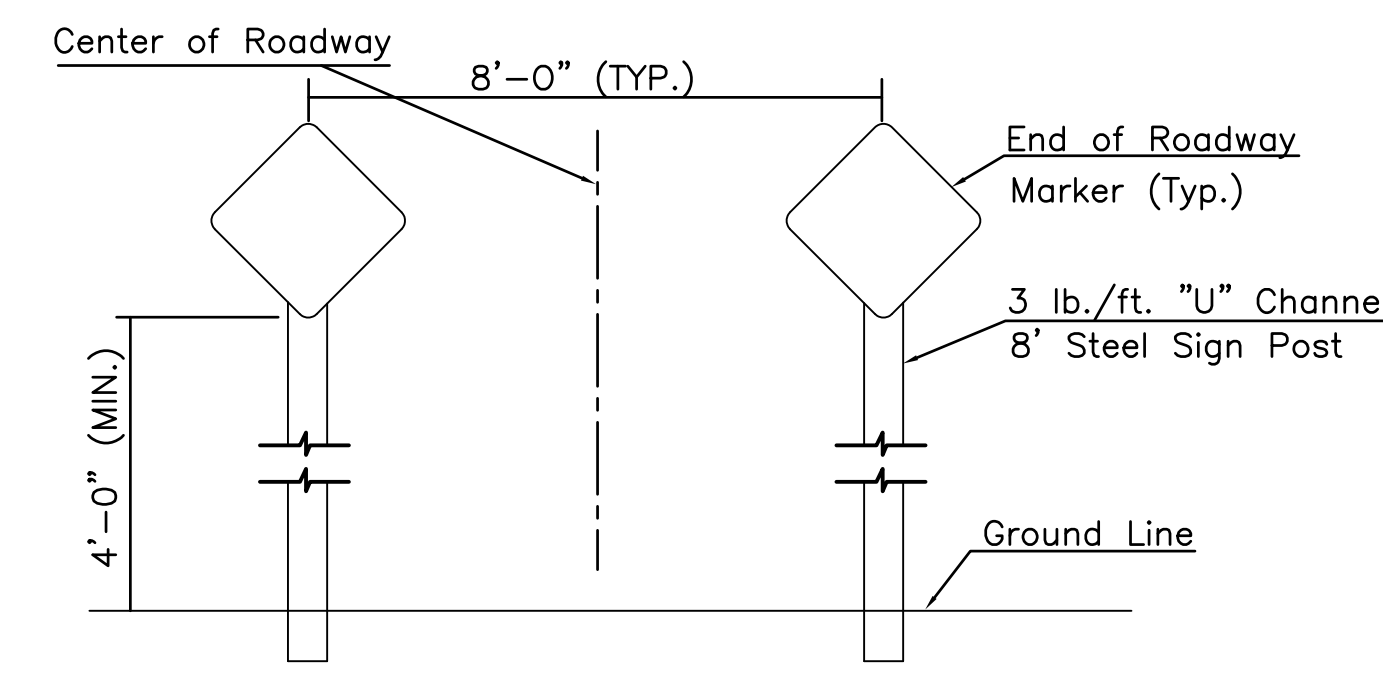 Center of Roadway
8'-0" (TYP.)
End of Roadway
Marker (Typ.)
3 lb./ft. "U" Channe
8' Steel Sign Post
4'-0" (MIN.)
Ground Line